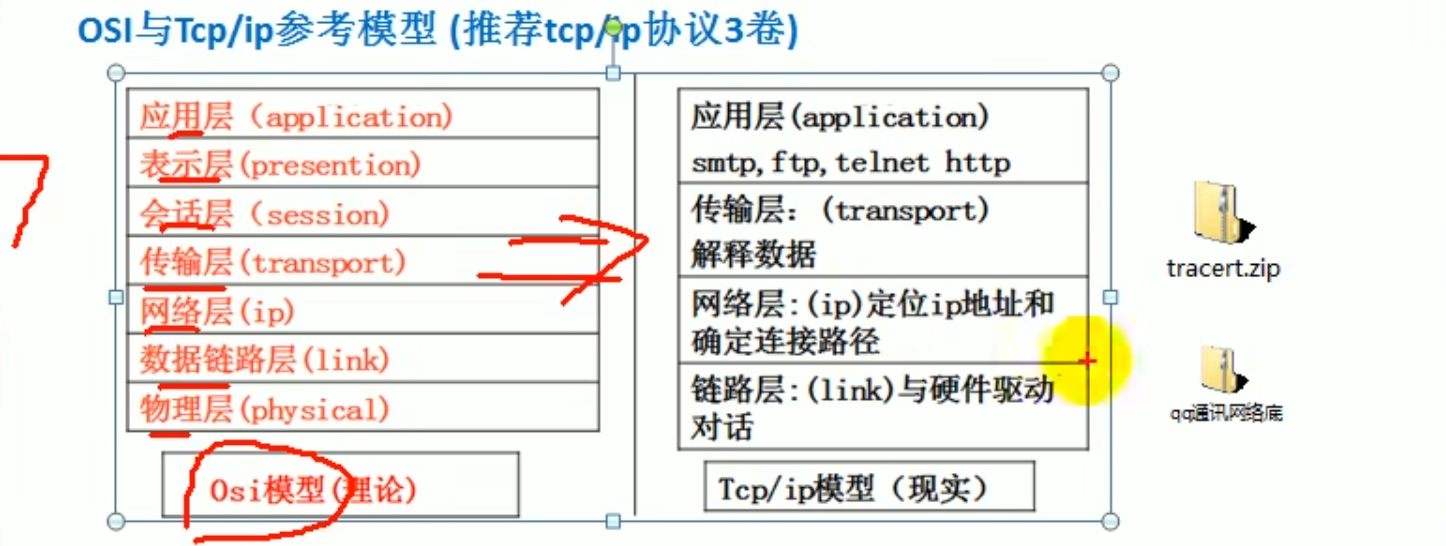 OSI与Tcp/ip参考模型 (推荐tcp/ip协议3卷)
7
应用层（application)
表示层(presention)
会话层（session)
传输层(transport)
网络层(ip)
数据链路层(link)
物理层(physical)
Osi模型(理论)
应用层(application)
smtp,ftp,telnet http
传输层：(transport)
解释数据
网络层:(ip)定位ip地址和
确定连接路径
链路层:(link)与硬件驱动
对话
Tcp/ip模型（现实）
tracert.zip
qq通讯网络底